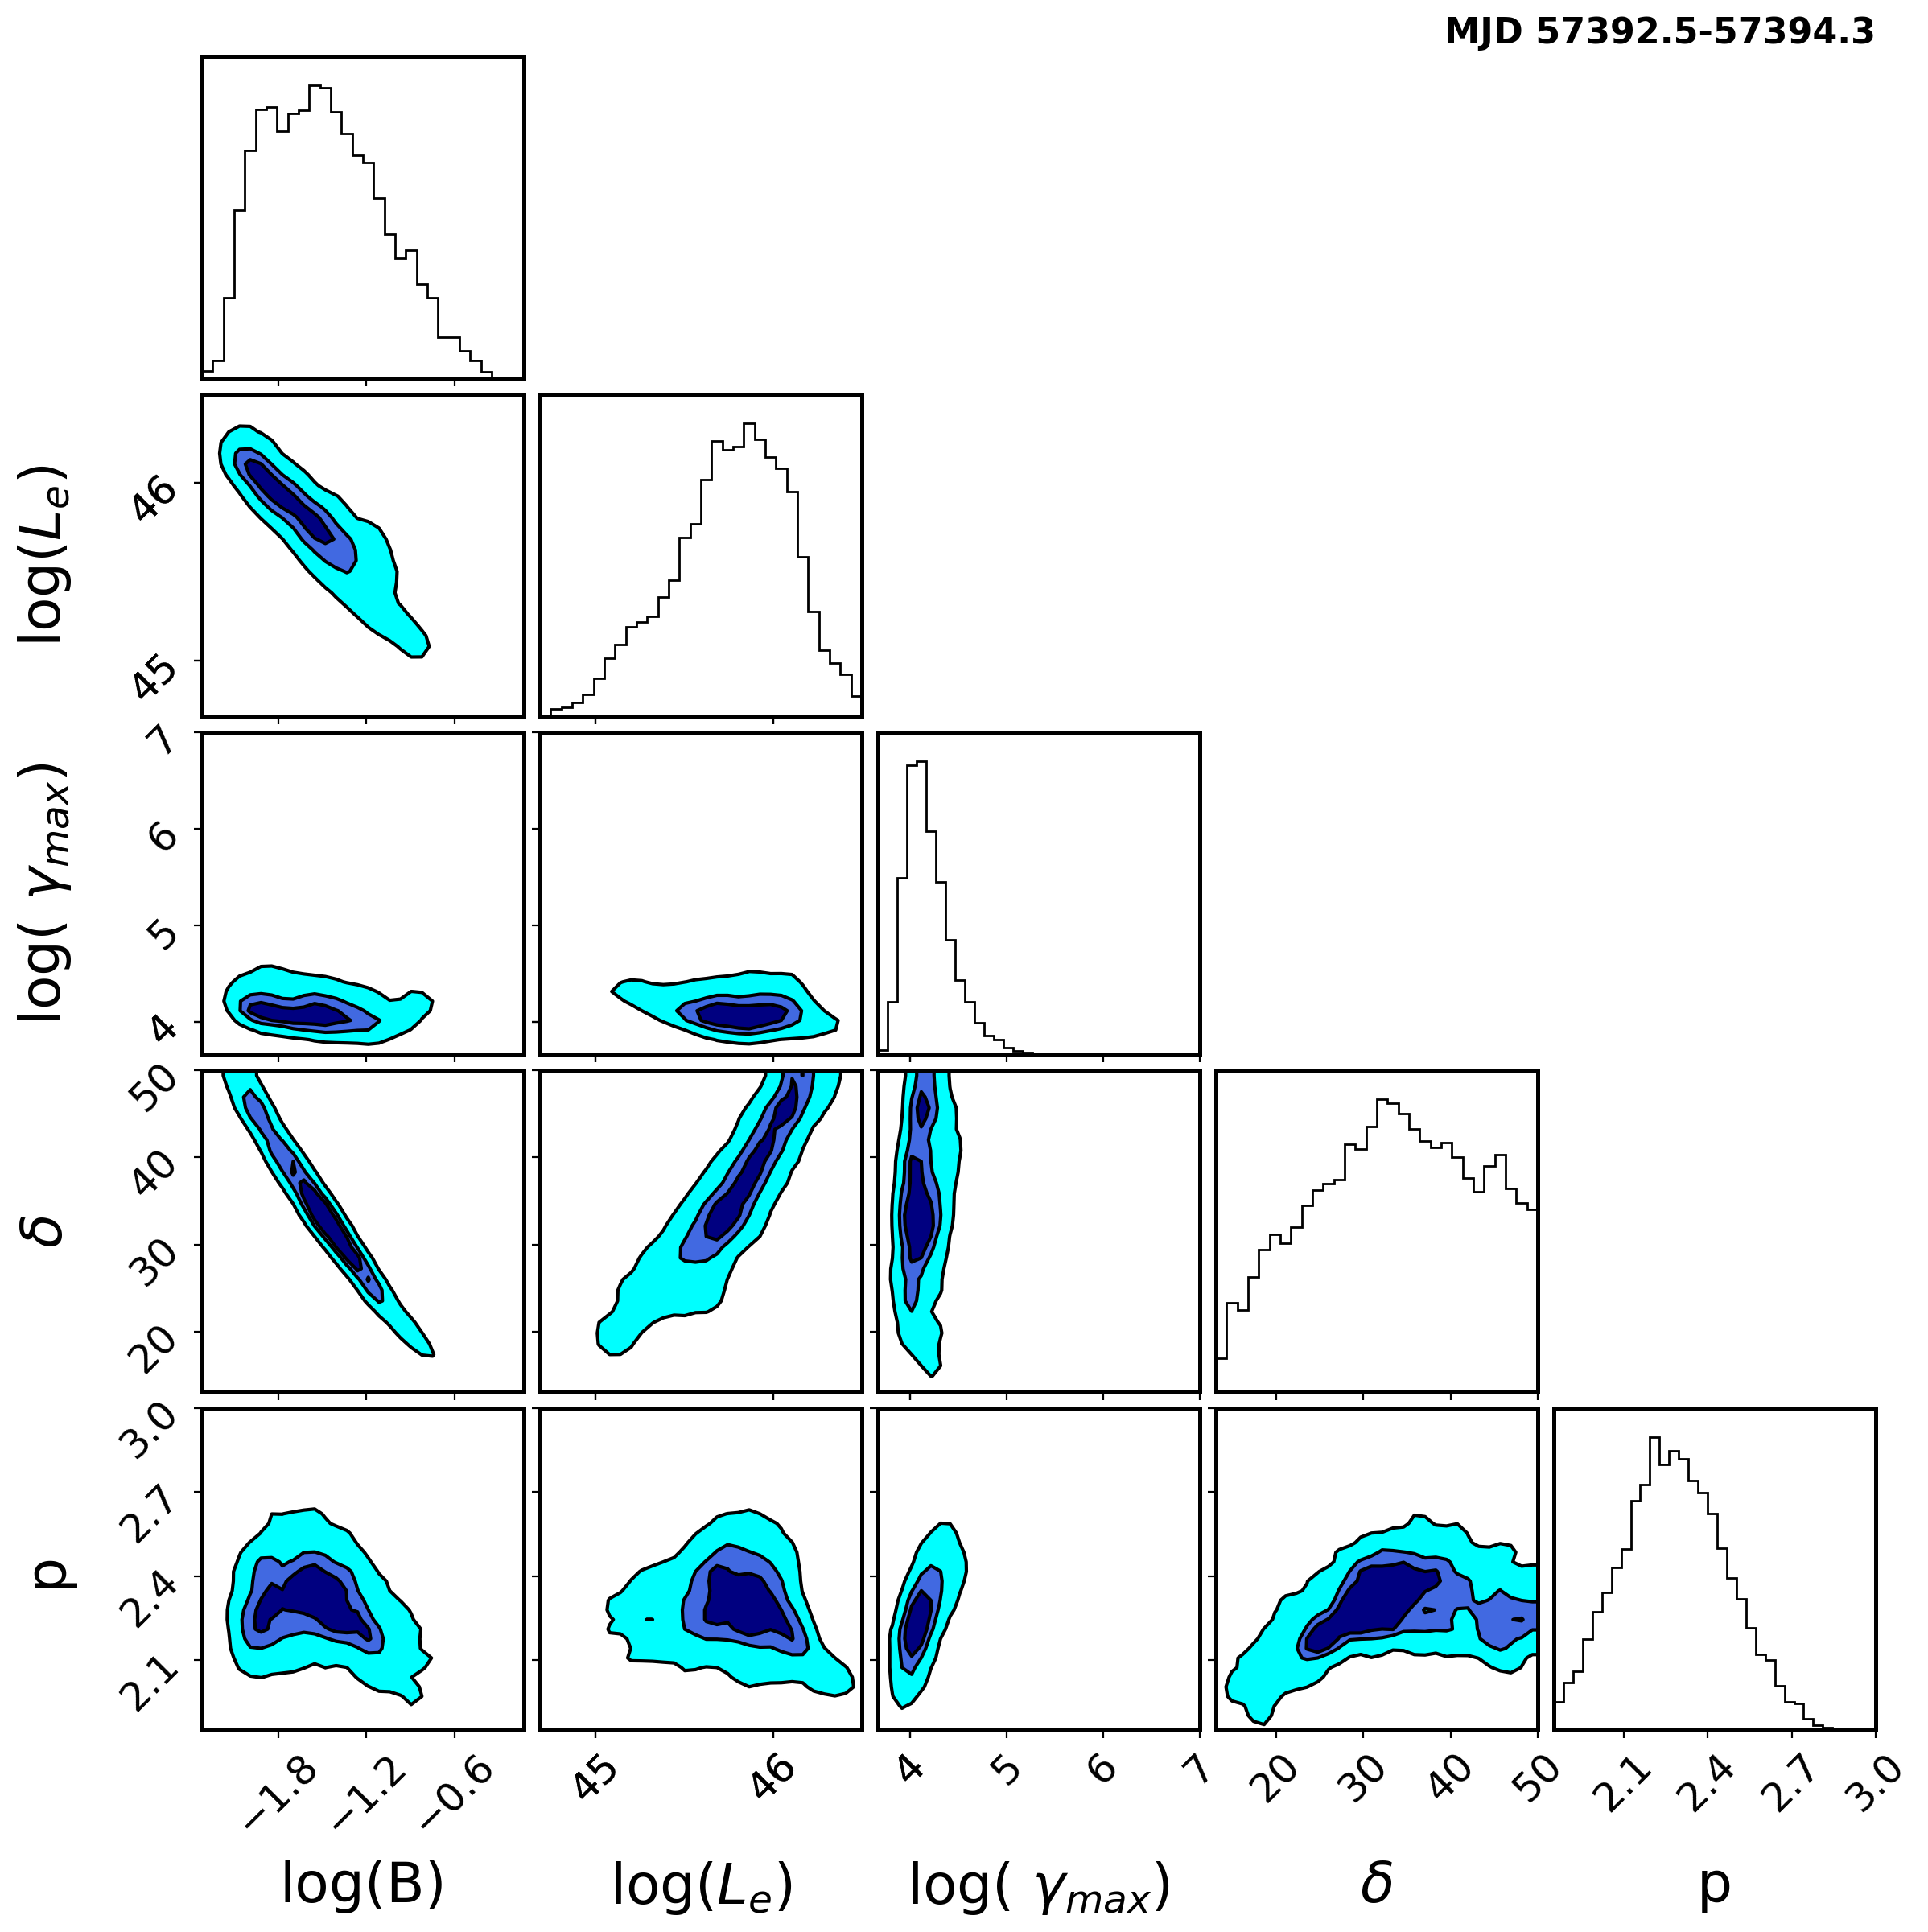 MJD 57392.5-57394.3
log(Lₑ)
46
45
log( γₘₐₓ)
7
6
5
4
δ
50
40
30
20
p
3.0
2.7
2.4
2.1
−1.8 −1.2 −0.6 45 46 4 5 6 7 20 30 40 50 2.1 2.4 2.7 3.0
log(B) log(Lₑ) log( γₘₐₓ) δ p